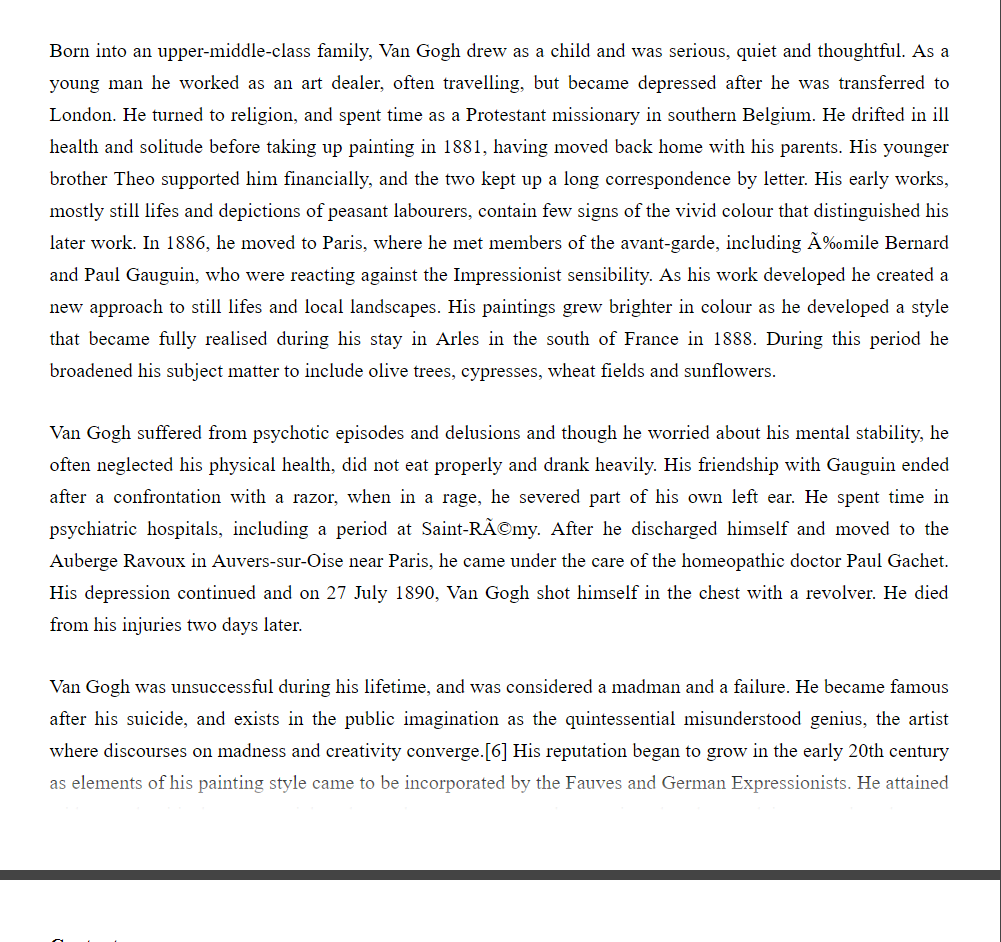 Born into an upper-middle-class family, Van Gogh drew as a child and was serious, quiet and thoughtful. As a
young man he worked as an art dealer, often travelling, but became depressed after he was transferred to
London. He turned to religion, and spent time as a Protestant missionary in southern Belgium. He drifted in ill
health and solitude before taking up painting in 1881, having moved back home with his parents. His younger
brother Theo supported him financially, and the two kept up a long correspondence by letter. His early works,
mostly still lifes and depictions of peasant labourers, contain few signs of the vivid colour that distinguished his
later work. In 1886, he moved to Paris, where he met members of the avant-garde, including Ã‰mile Bernard
and Paul Gauguin, who were reacting against the Impressionist sensibility. As his work developed he created a
new approach to still lifes and local landscapes. His paintings grew brighter in colour as he developed a style
that became fully realised during his stay in Arles in the south of France in 1888. During this period he
broadened his subject matter to include olive trees, cypresses, wheat fields and sunflowers.
Van Gogh suffered from psychotic episodes and delusions and though he worried about his mental stability, he
often neglected his physical health, did not eat properly and drank heavily. His friendship with Gauguin ended
after a confrontation with a razor, when in a rage, he severed part of his own left ear. He spent time in
psychiatric hospitals, including a period at Saint-RÃ©my. After he discharged himself and moved to the
Auberge Ravoux in Auvers-sur-Oise near Paris, he came under the care of the homeopathic doctor Paul Gachet.
His depression continued and on 27 July 1890, Van Gogh shot himself in the chest with a revolver. He died
from his injuries two days later.
Van Gogh was unsuccessful during his lifetime, and was considered a madman and a failure. He became famous
after his suicide, and exists in the public imagination as the quintessential misunderstood genius, the artist
where discourses on madness and creativity converge.[6] His reputation began to grow in the early 20th century
as elements of his painting style came to be incorporated by the Fauves and German Expressionists. He attained